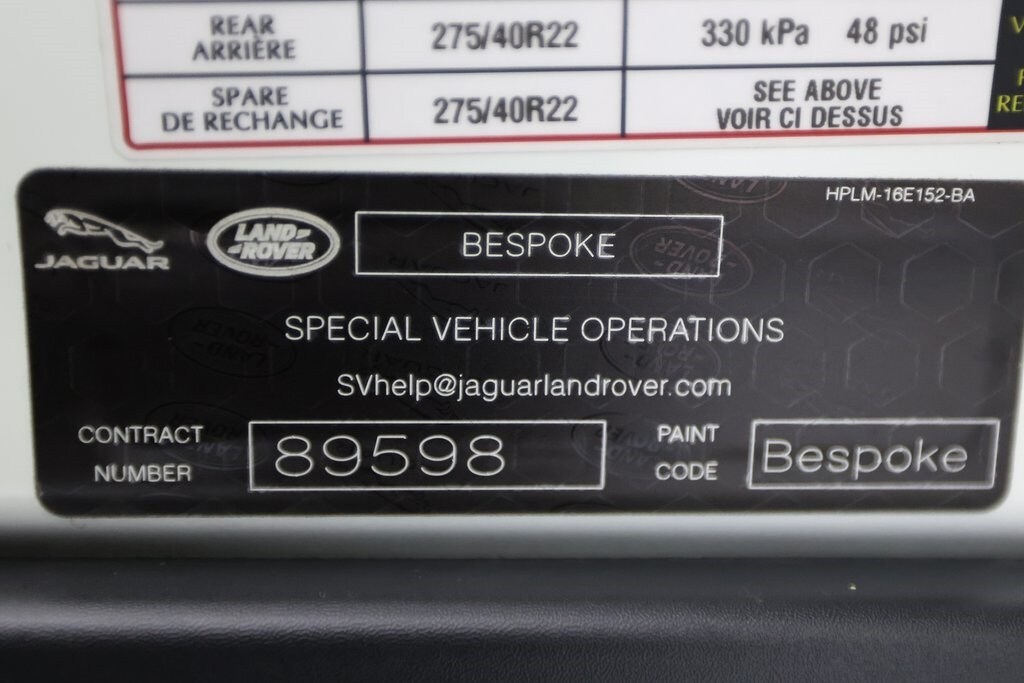 REAR
ARRIÈRE
275/40R22
330 kPa 48 psi
SPARE
DE RECHANGE
275/40R22
SEE ABOVE
VOIR CI DESSUS
HPLM-16E152-BA
JAGUAR
LAND-
-ROVER
BESPOKE
SPECIAL VEHICLE OPERATIONS
SVhelp@jaguarlandrover.com
CONTRACT
NUMBER
89598
PAINT
CODE
Bespoke